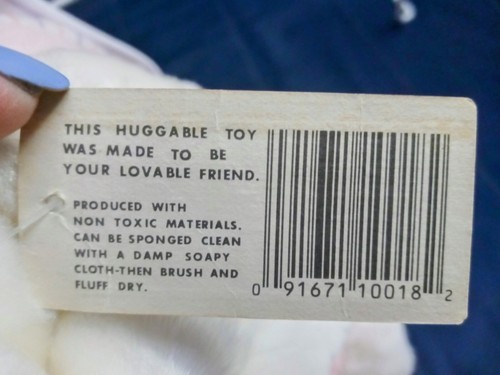 THIS HUGGABLE TOY
WAS MADE TO BE
YOUR LOVABLE FRIEND.
PRODUCED WITH
NON TOXIC MATERIALS.
CAN BE SPONGED CLEAN
WITH A DAMP SOAPY
CLOTH-THEN BRUSH AND
FLUFF DRY.
0 91671 10018 2